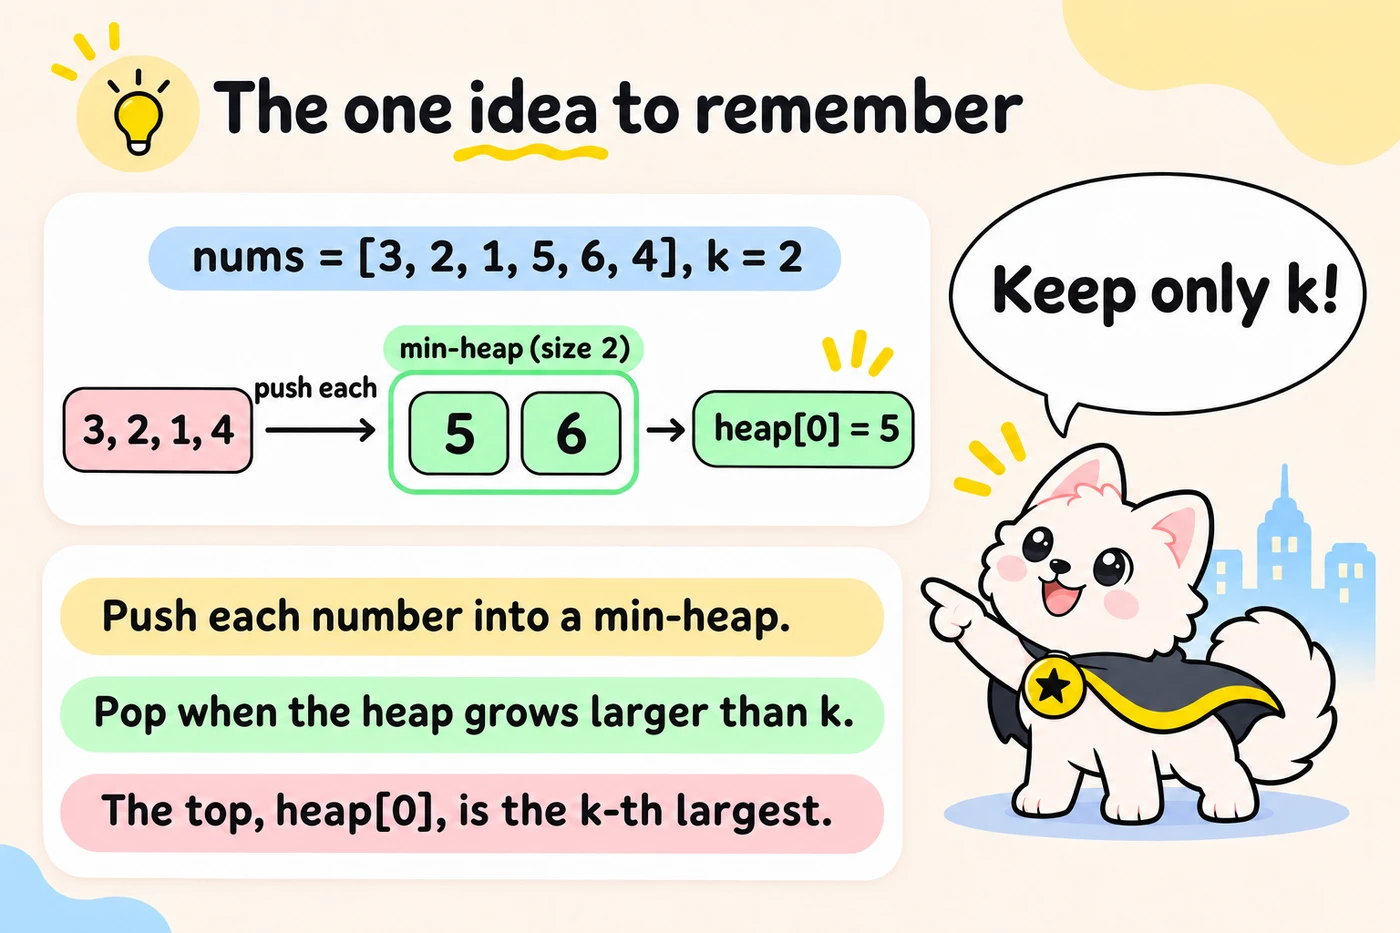 The one idea to remember
nums = [3, 2, 1, 5, 6, 4], k = 2
min-heap (size 2)
3, 2, 1, 4
push each
5
6
heap[0] = 5
Keep only k!
Push each number into a min-heap.
Pop when the heap grows larger than k.
The top, heap[0], is the k-th largest.